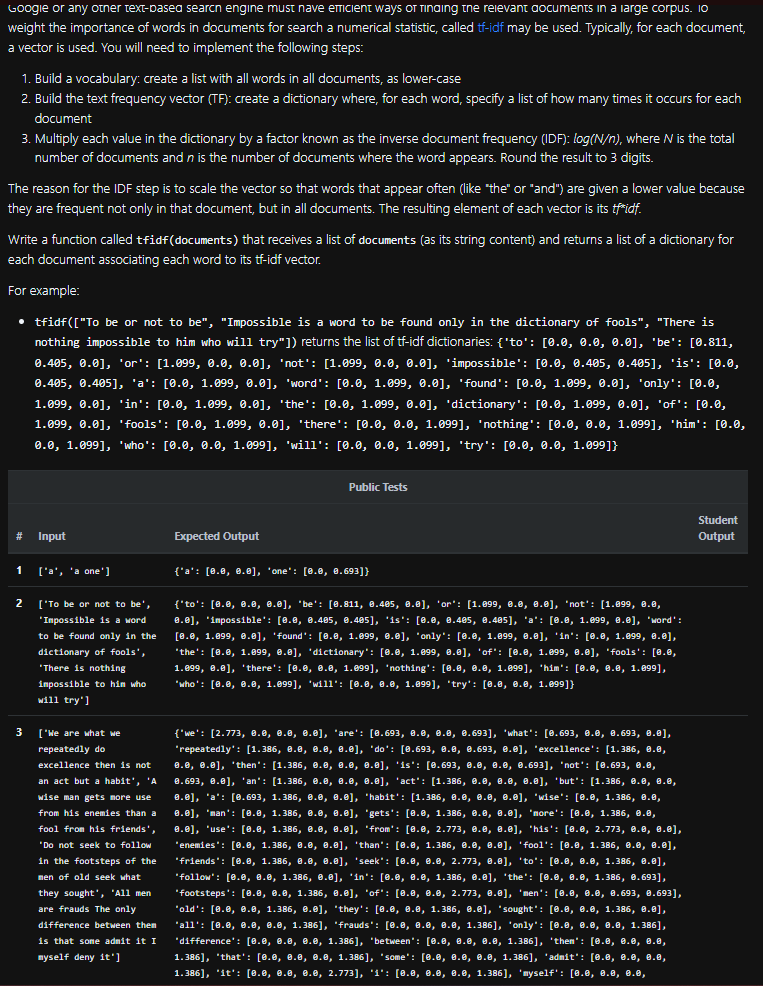 Google or any other text-based search engine must have efficient ways of finding the relevant documents in a large corpus. To
weight the importance of words in documents for search a numerical statistic, called tf-idf may be used. Typically, for each document,
a vector is used. You will need to implement the following steps:
1. Build a vocabulary: create a list with all words in all documents, as lower-case
2. Build the text frequency vector (TF): create a dictionary where, for each word, specify a list of how many times it occurs for each
document
3. Multiply each value in the dictionary by a factor known as the inverse document frequency (IDF): log(N/n), where N is the total
number of documents and n is the number of documents where the word appears. Round the result to 3 digits.
The reason for the IDF step is to scale the vector so that words that appear often (like "the" or "and") are given a lower value because
they are frequent not only in that document, but in all documents. The resulting element of each vector is its tf*idf.
Write a function called tfidf(documents) that receives a list of documents (as its string content) and returns a list of a dictionary for
each document associating each word to its tf-idf vector.
For example:
• tfidf(["To be or not to be", "Impossible is a word to be found only in the dictionary of fools", "There is
nothing impossible to him who will try"]) returns the list of tf-idf dictionaries: {'to': [0.0, 0.0, 0.0], 'be': [0.811,
0.405, 0.0], 'or': [1.099, 0.0, 0.0], 'not': [1.099, 0.0, 0.0], 'impossible': [0.0, 0.405, 0.405], 'is': [0.0,
0.405, 0.405], 'a': [0.0, 1.099, 0.0], 'word': [0.0, 1.099, 0.0], 'found': [0.0, 1.099, 0.0], 'only': [0.0,
1.099, 0.0], 'in': [0.0, 1.099, 0.0], 'the': [0.0, 1.099, 0.0], 'dictionary': [0.0, 1.099, 0.0], 'of': [0.0,
1.099, 0.0], 'fools': [0.0, 1.099, 0.0], 'there': [0.0, 0.0, 1.099], 'nothing': [0.0, 0.0, 1.099], 'him': [0.0,
0.0, 1.099], 'who': [0.0, 0.0, 1.099], 'will': [0.0, 0.0, 1.099], 'try': [0.0, 0.0, 1.099]}
Public Tests
# Input Expected Output Student Output
1 ['a', 'a one'] {'a': [0.0, 0.0], 'one': [0.0, 0.693]}
2 ['To be or not to be', {'to': [0.0, 0.0, 0.0], 'be': [0.811, 0.405, 0.0], 'or': [1.099, 0.0, 0.0], 'not': [1.099, 0.0,
'Impossible is a word 0.0], 'impossible': [0.0, 0.405, 0.405], 'is': [0.0, 0.405, 0.405], 'a': [0.0, 1.099, 0.0], 'word':
to be found only in the [0.0, 1.099, 0.0], 'found': [0.0, 1.099, 0.0], 'only': [0.0, 1.099, 0.0], 'in': [0.0, 1.099, 0.0],
dictionary of fools', 'the': [0.0, 1.099, 0.0], 'dictionary': [0.0, 1.099, 0.0], 'of': [0.0, 1.099, 0.0], 'fools': [0.0,
'There is nothing 1.099, 0.0], 'there': [0.0, 0.0, 1.099], 'nothing': [0.0, 0.0, 1.099], 'him': [0.0, 0.0, 1.099],
impossible to him who 'who': [0.0, 0.0, 1.099], 'will': [0.0, 0.0, 1.099], 'try': [0.0, 0.0, 1.099]}
will try']
3 ['We are what we {'we': [2.773, 0.0, 0.0, 0.0], 'are': [0.693, 0.0, 0.0, 0.693], 'what': [0.693, 0.0, 0.693, 0.0],
repeatedly do 'repeatedly': [1.386, 0.0, 0.0, 0.0], 'do': [0.693, 0.0, 0.693, 0.0], 'excellence': [1.386, 0.0,
excellence then is not 0.0, 0.0], 'then': [1.386, 0.0, 0.0, 0.0], 'is': [0.693, 0.0, 0.0, 0.693], 'not': [0.693, 0.0,
an act but a habit', 'A 0.693, 0.0], 'an': [1.386, 0.0, 0.0, 0.0], 'act': [1.386, 0.0, 0.0, 0.0], 'but': [1.386, 0.0, 0.0,
wise man gets more use 0.0], 'a': [0.693, 1.386, 0.0, 0.0], 'habit': [1.386, 0.0, 0.0, 0.0], 'wise': [0.0, 1.386, 0.0,
from his enemies than a 0.0], 'man': [0.0, 1.386, 0.0, 0.0], 'gets': [0.0, 1.386, 0.0, 0.0], 'more': [0.0, 1.386, 0.0,
fool from his friends', 0.0], 'use': [0.0, 1.386, 0.0, 0.0], 'from': [0.0, 2.773, 0.0, 0.0], 'his': [0.0, 2.773, 0.0, 0.0],
'Do not seek to follow 'enemies': [0.0, 1.386, 0.0, 0.0], 'than': [0.0, 1.386, 0.0, 0.0], 'fool': [0.0, 1.386, 0.0, 0.0],
in the footsteps of the 'friends': [0.0, 1.386, 0.0, 0.0], 'seek': [0.0, 0.0, 2.773, 0.0], 'to': [0.0, 0.0, 1.386, 0.0],
men of old seek what 'follow': [0.0, 0.0, 1.386, 0.0], 'in': [0.0, 0.0, 1.386, 0.0], 'the': [0.0, 0.0, 1.386, 0.693],
they sought', 'All men 'footsteps': [0.0, 0.0, 1.386, 0.0], 'of': [0.0, 0.0, 2.773, 0.0], 'men': [0.0, 0.0, 0.693, 0.693],
are frauds The only 'old': [0.0, 0.0, 1.386, 0.0], 'they': [0.0, 0.0, 1.386, 0.0], 'sought': [0.0, 0.0, 1.386, 0.0],
difference between them 'all': [0.0, 0.0, 0.0, 1.386], 'frauds': [0.0, 0.0, 0.0, 1.386], 'only': [0.0, 0.0, 0.0, 1.386],
is that some admit it I 'difference': [0.0, 0.0, 0.0, 1.386], 'between': [0.0, 0.0, 0.0, 1.386], 'them': [0.0, 0.0, 0.0,
myself deny it'] 1.386], 'that': [0.0, 0.0, 0.0, 1.386], 'some': [0.0, 0.0, 0.0, 1.386], 'admit': [0.0, 0.0, 0.0,
1.386], 'it': [0.0, 0.0, 0.0, 2.773], 'i': [0.0, 0.0, 0.0, 1.386], 'myself': [0.0, 0.0, 0.0,